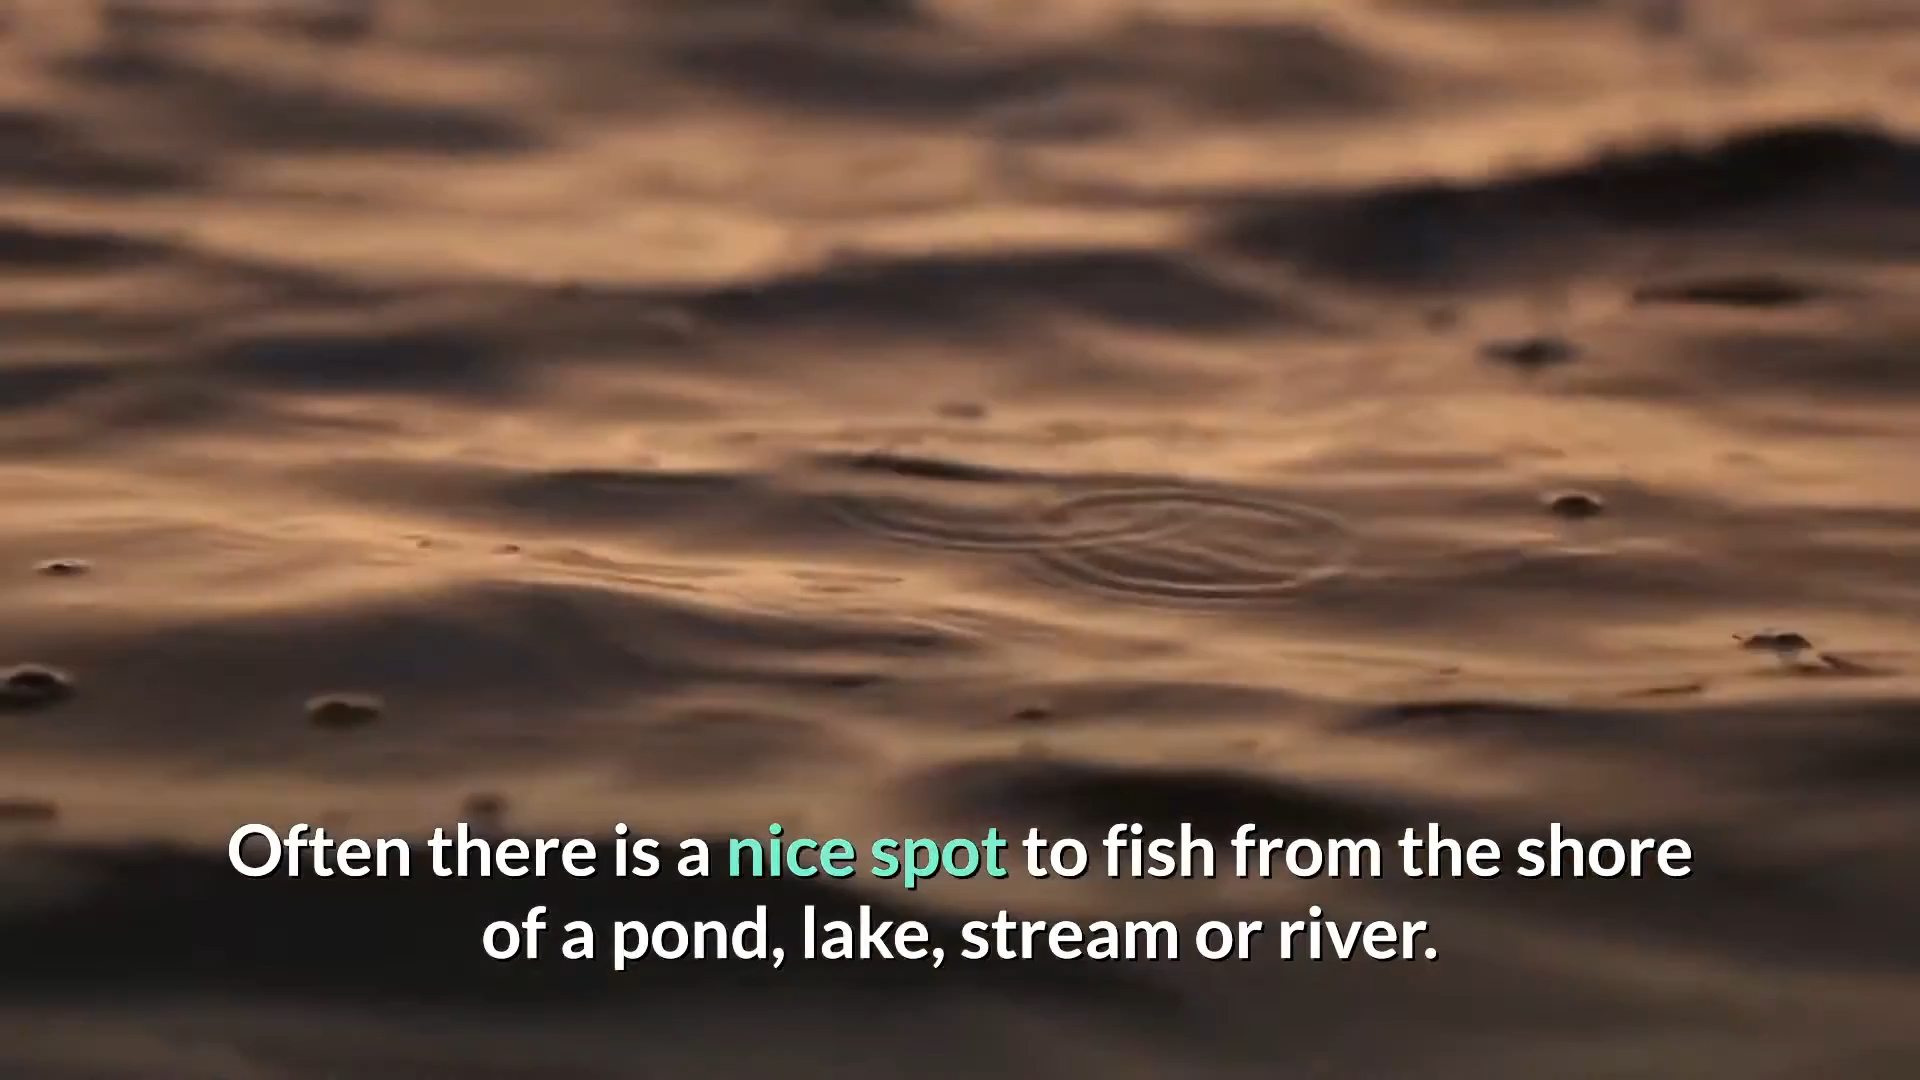 Often there is a nice spot to fish from the shore
of a pond, lake, stream or river.